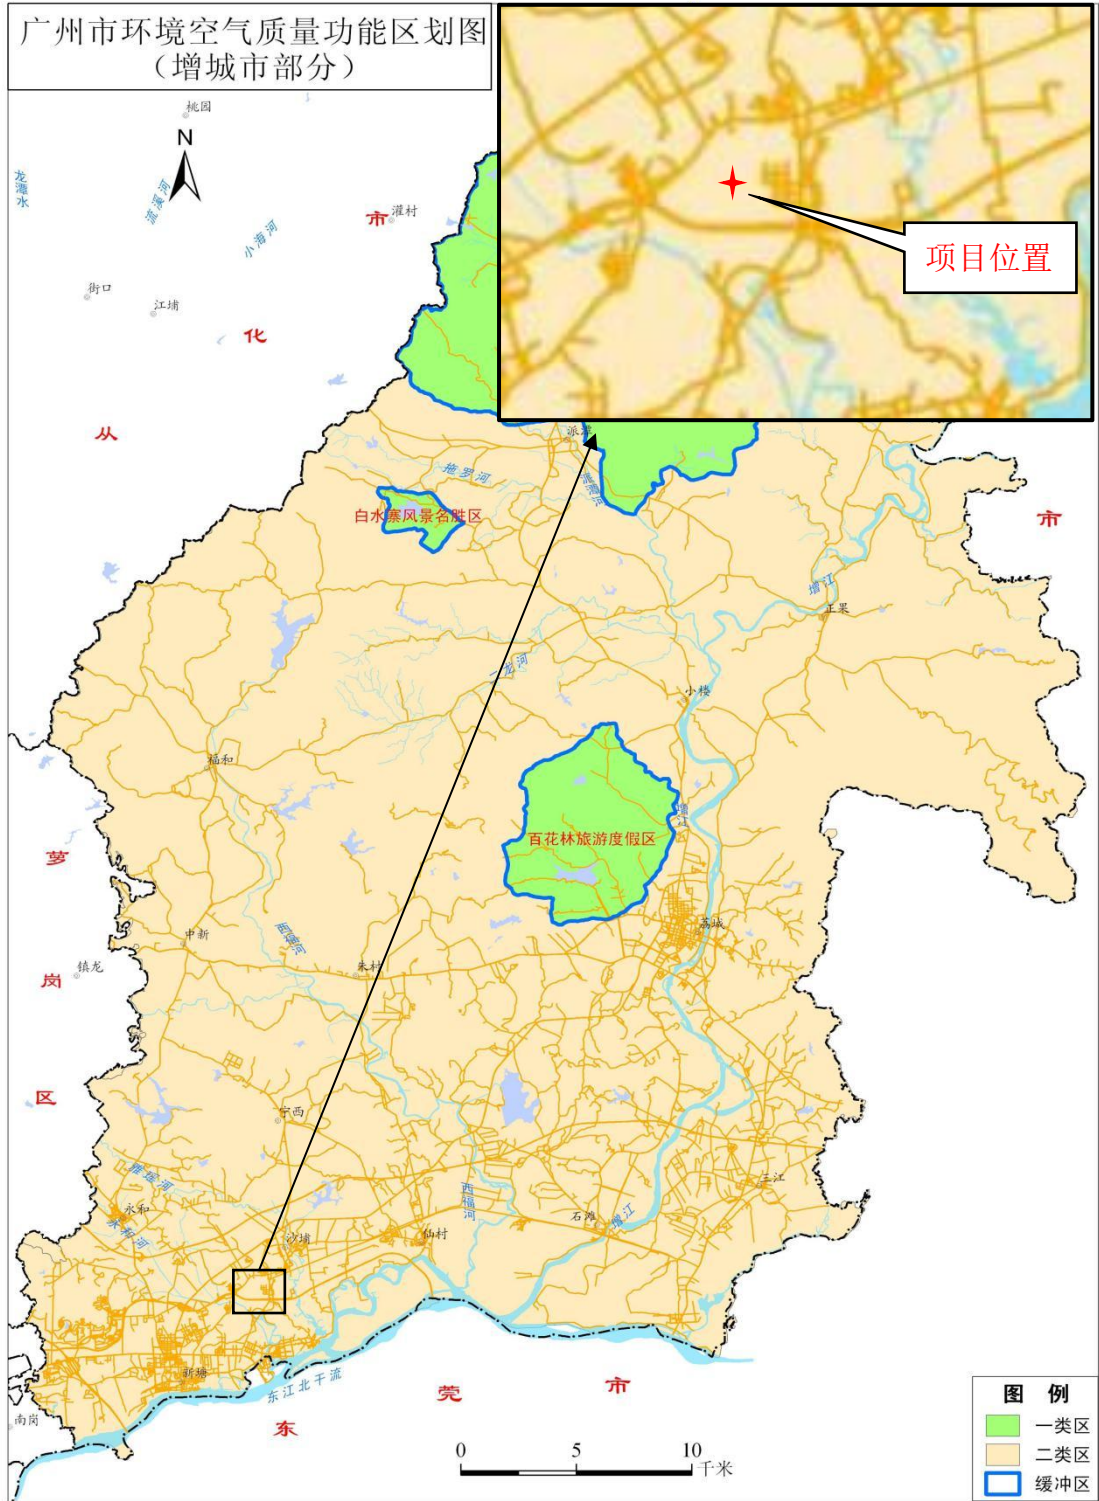 广州市环境空气质量功能区划图
（增城市部分）
桃园
N
龙潭水
流溪河
小海河
市
灌村
项目位置
街口
江埔
化
从
派潭
拖罗河
白水寨风景名胜区
市
增江
正果
二龙河
小楼
福和
增江
百花林旅游度假区
萝
荔城
中新
朱村
西福河
镇龙
岗
区
宁西
雅瑶河
永和
永和河
西福河
三江
石滩
增江
沙埔
仙村
新塘
东江北干流
莞
市
东
南岗
0 5 10
千米
图 例
一类区
二类区
缓冲区